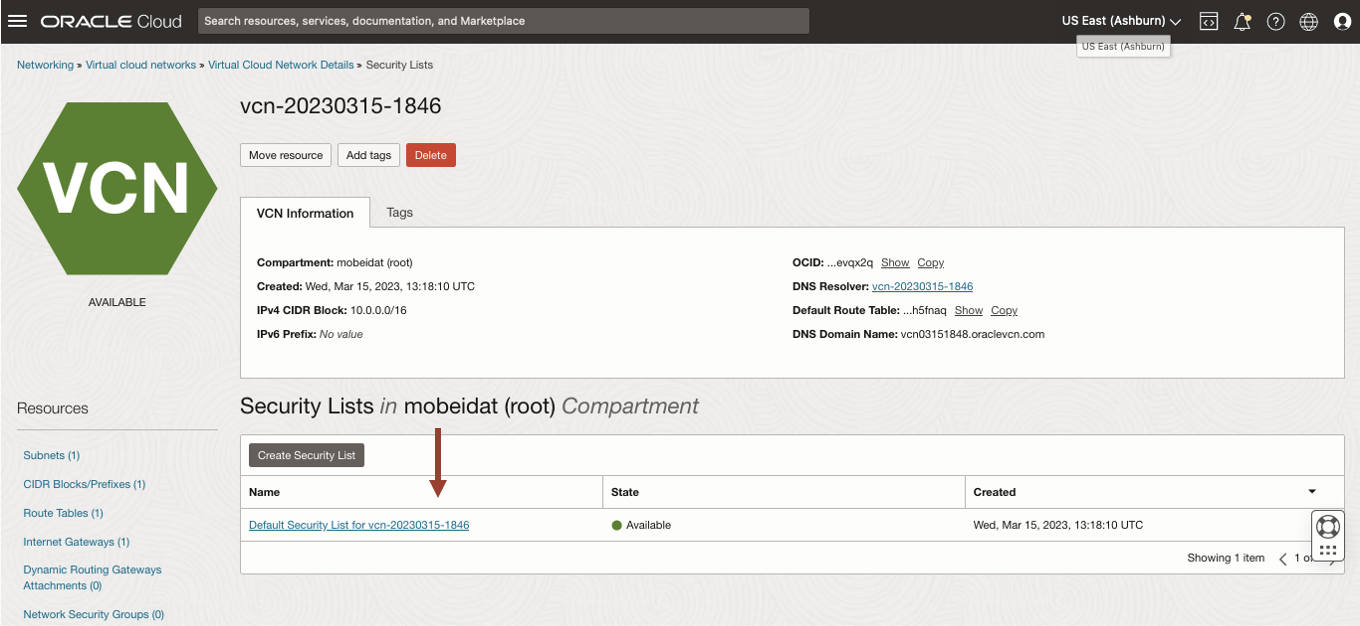 ORACLE Cloud
Search resources, services, documentation, and Marketplace
US East (Ashburn)
US East (Ashburn)
Networking » Virtual cloud networks » Virtual Cloud Network Details » Security Lists
VCN
AVAILABLE
vcn-20230315-1846
Move resource
Add tags
Delete
VCN Information
Tags
Compartment: mobeidat (root)
Created: Wed, Mar 15, 2023, 13:18:10 UTC
IPv4 CIDR Block: 10.0.0.0/16
IPv6 Prefix: No value
OCID: ...evqx2q Show Copy
DNS Resolver: vcn-20230315-1846
Default Route Table: ...h5fnaq Show Copy
DNS Domain Name: vcn03151848.oraclevcn.com
Resources
Subnets (1)
CIDR Blocks/Prefixes (1)
Route Tables (1)
Internet Gateways (1)
Dynamic Routing Gateways
Attachments (0)
Network Security Groups (0)
Security Lists in mobeidat (root) Compartment
Create Security List
Name State Created
Default Security List for vcn-20230315-1846 Available Wed, Mar 15, 2023, 13:18:10 UTC
Showing 1 item 1